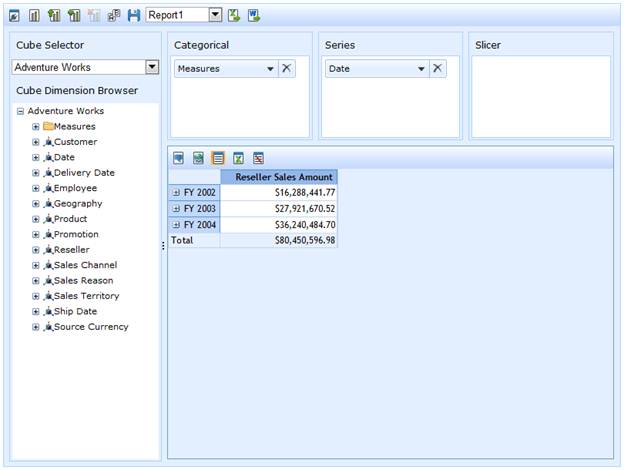 Report1
Cube Selector
Adventure Works
Cube Dimension Browser
Adventure Works
Measures
Customer
Date
Delivery Date
Employee
Geography
Product
Promotion
Reseller
Sales Channel
Sales Reason
Sales Territory
Ship Date
Source Currency
Categorical
Measures
Series
Date
Slicer
Reseller Sales Amount
FY 2002 $16,288,441.77
FY 2003 $27,921,670.52
FY 2004 $36,240,484.70
Total $80,450,596.98